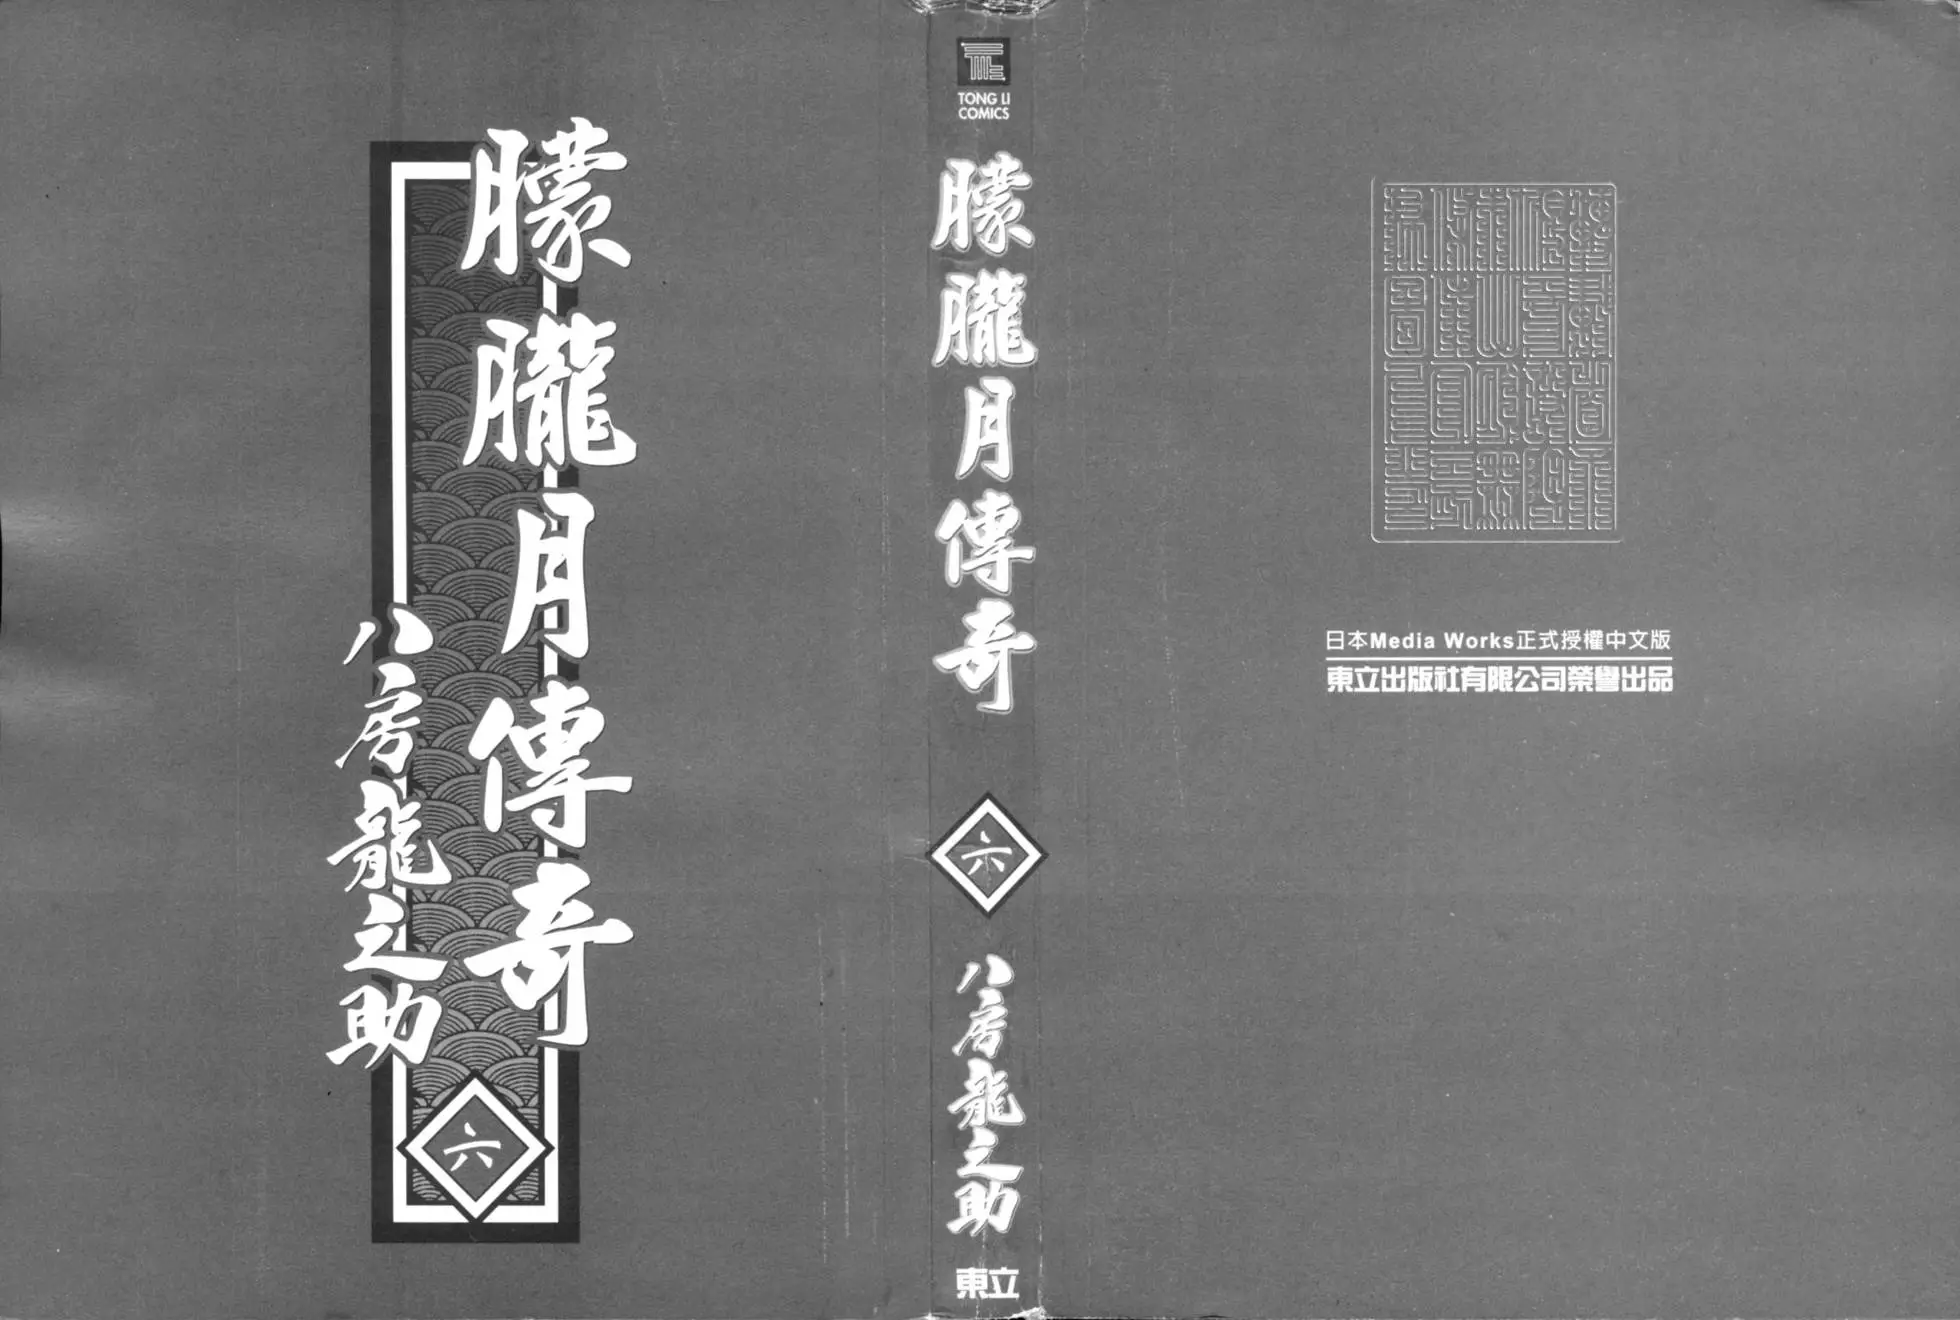 朦朧月傳奇
八房龍之助
六
TONG LI
COMICS
朦朧月傳奇
六
八房龍之助
東立
日本Media Works正式授權中文版
東立出版社有限公司榮譽出品